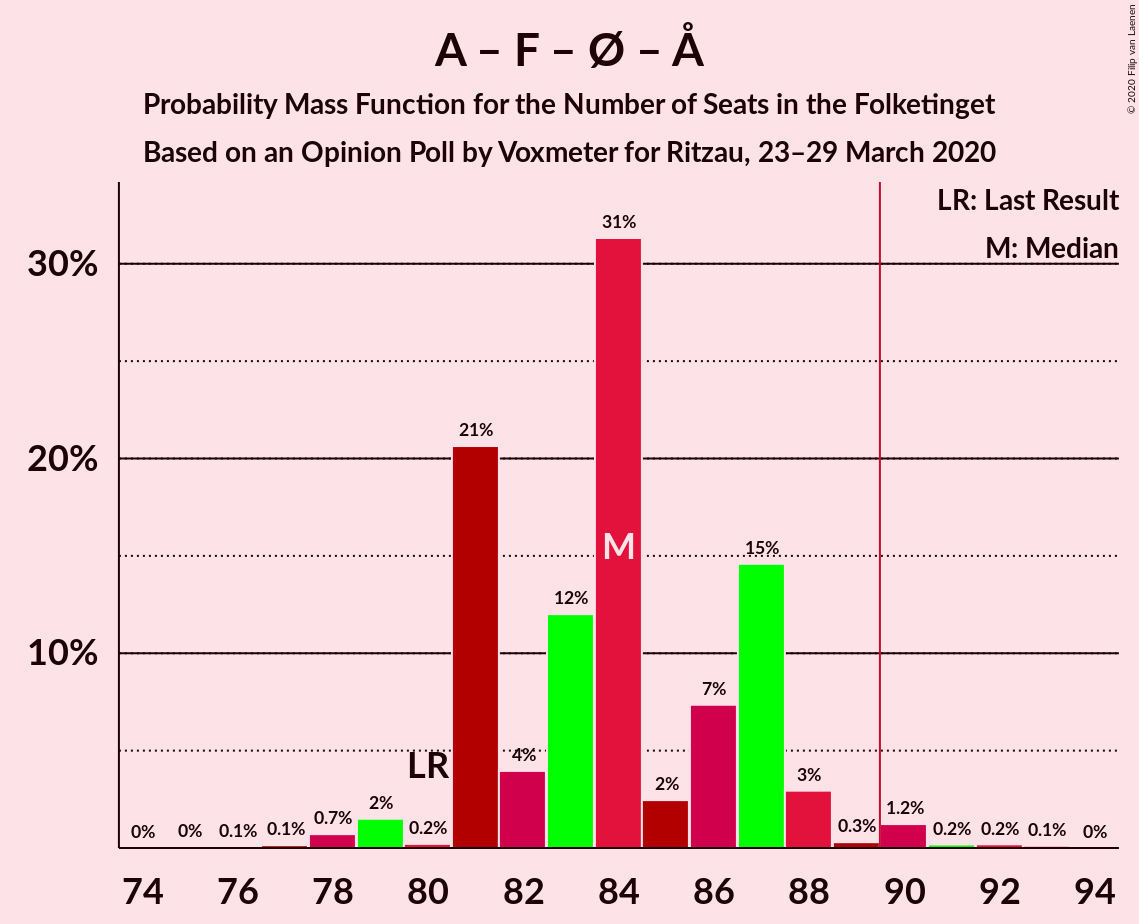 A – F – Ø – Å
Probability Mass Function for the Number of Seats in the Folketinget
Based on an Opinion Poll by Voxmeter for Ritzau, 23–29 March 2020
© 2020 Filip van Laenen
LR: Last Result
M: Median
30%
20%
10%
0%
0%
0.1%
0.1%
0.7%
2%
0.2%
LR
21%
4%
12%
31%
M
2%
7%
15%
3%
0.3%
1.2%
0.2%
0.2%
0.1%
0%
74 76 78 80 82 84 86 88 90 92 94